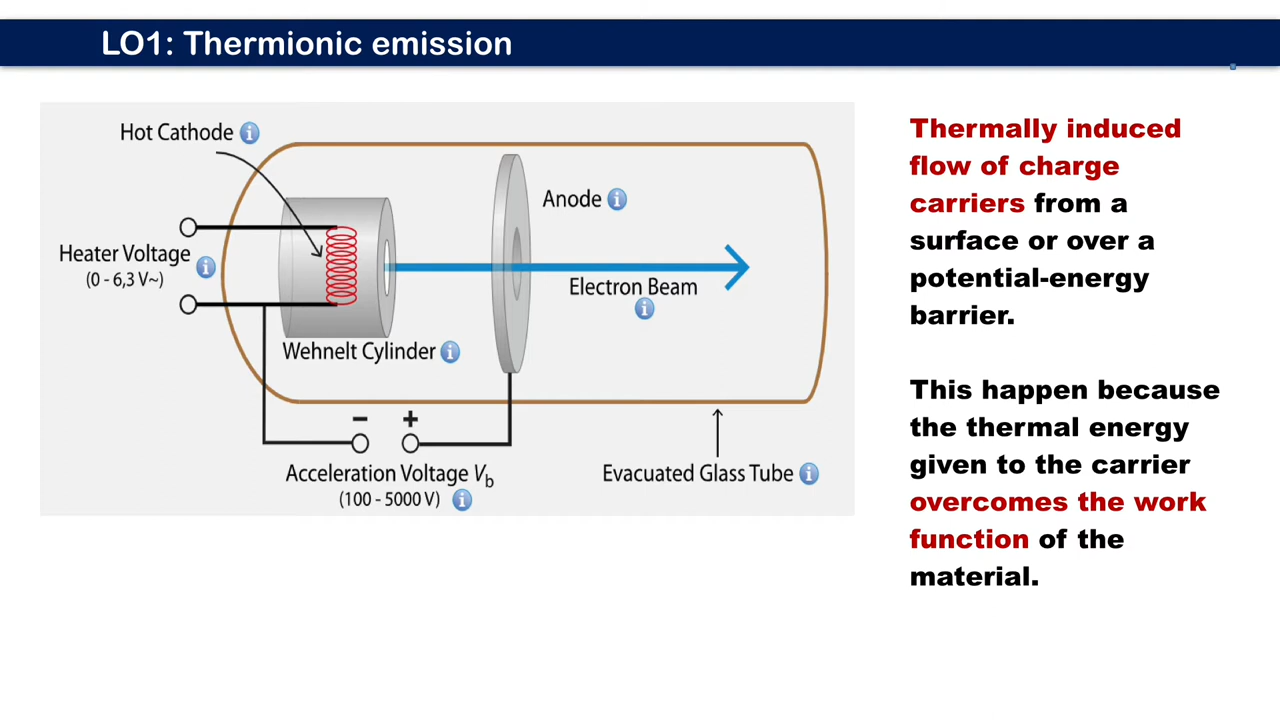 LO1: Thermionic emission
Hot Cathode i
Anode i
Heater Voltage i
(0 - 6,3 V~)
Electron Beam
i
Wehnelt Cylinder i
− +
Acceleration Voltage Vb
(100 - 5000 V) i
Evacuated Glass Tube i
Thermally induced
flow of charge
carriers from a
surface or over a
potential-energy
barrier.
This happen because
the thermal energy
given to the carrier
overcomes the work
function of the
material.